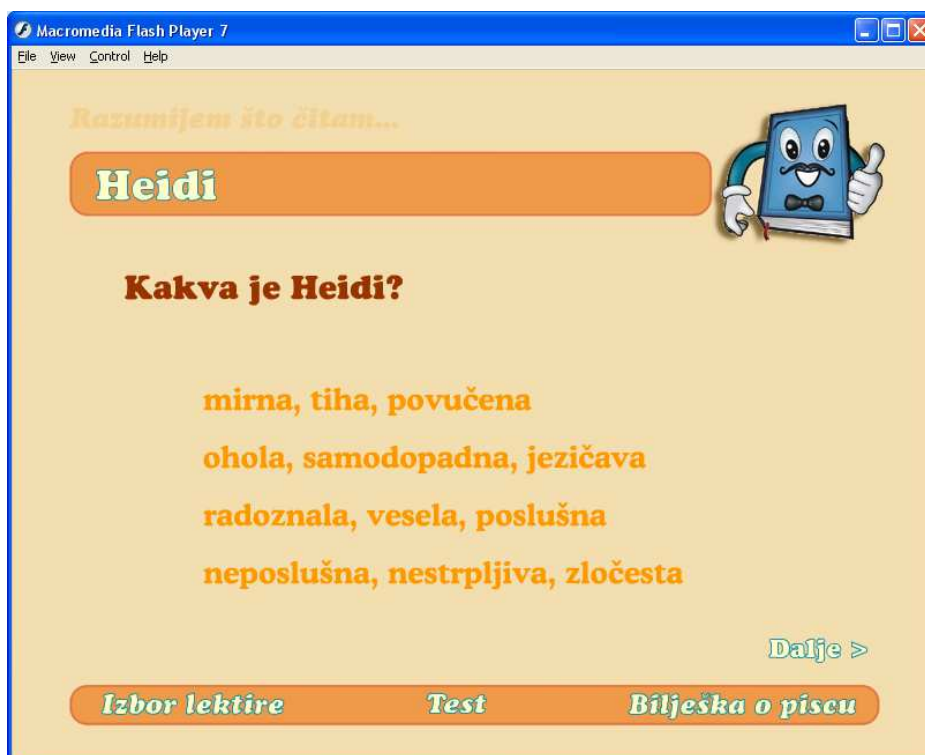 Macromedia Flash Player 7
File View Control Help
Razumijem što čitam...
Heidi
Kakva je Heidi?
mirna, tiha, povučena
ohola, samodopadna, jezičava
radoznala, vesela, poslušna
neposlušna, nestrpljiva, zločesta
Dalje >
Izbor lektire Test Bilješka o piscu